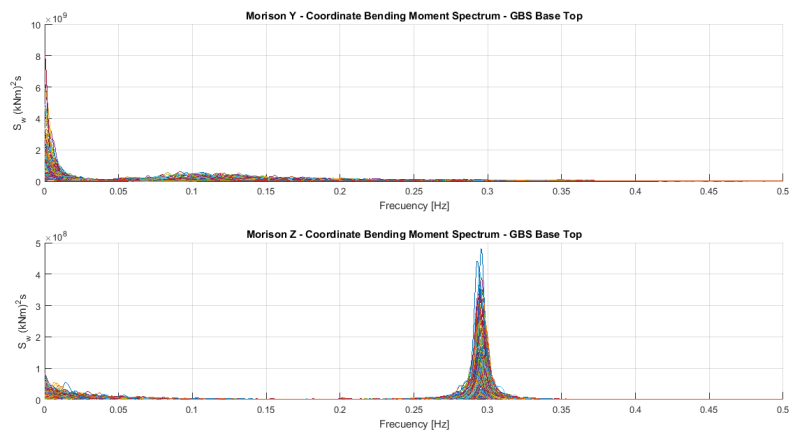 Morison Y - Coordinate Bending Moment Spectrum - GBS Base Top
×10^9
10
8
6
4
2
0
S_w (kNm)^2s
0 0.05 0.1 0.15 0.2 0.25 0.3 0.35 0.4 0.45 0.5
Frecuency [Hz]
Morison Z - Coordinate Bending Moment Spectrum - GBS Base Top
×10^8
5
4
3
2
1
0
S_w (kNm)^2s
0 0.05 0.1 0.15 0.2 0.25 0.3 0.35 0.4 0.45 0.5
Frecuency [Hz]